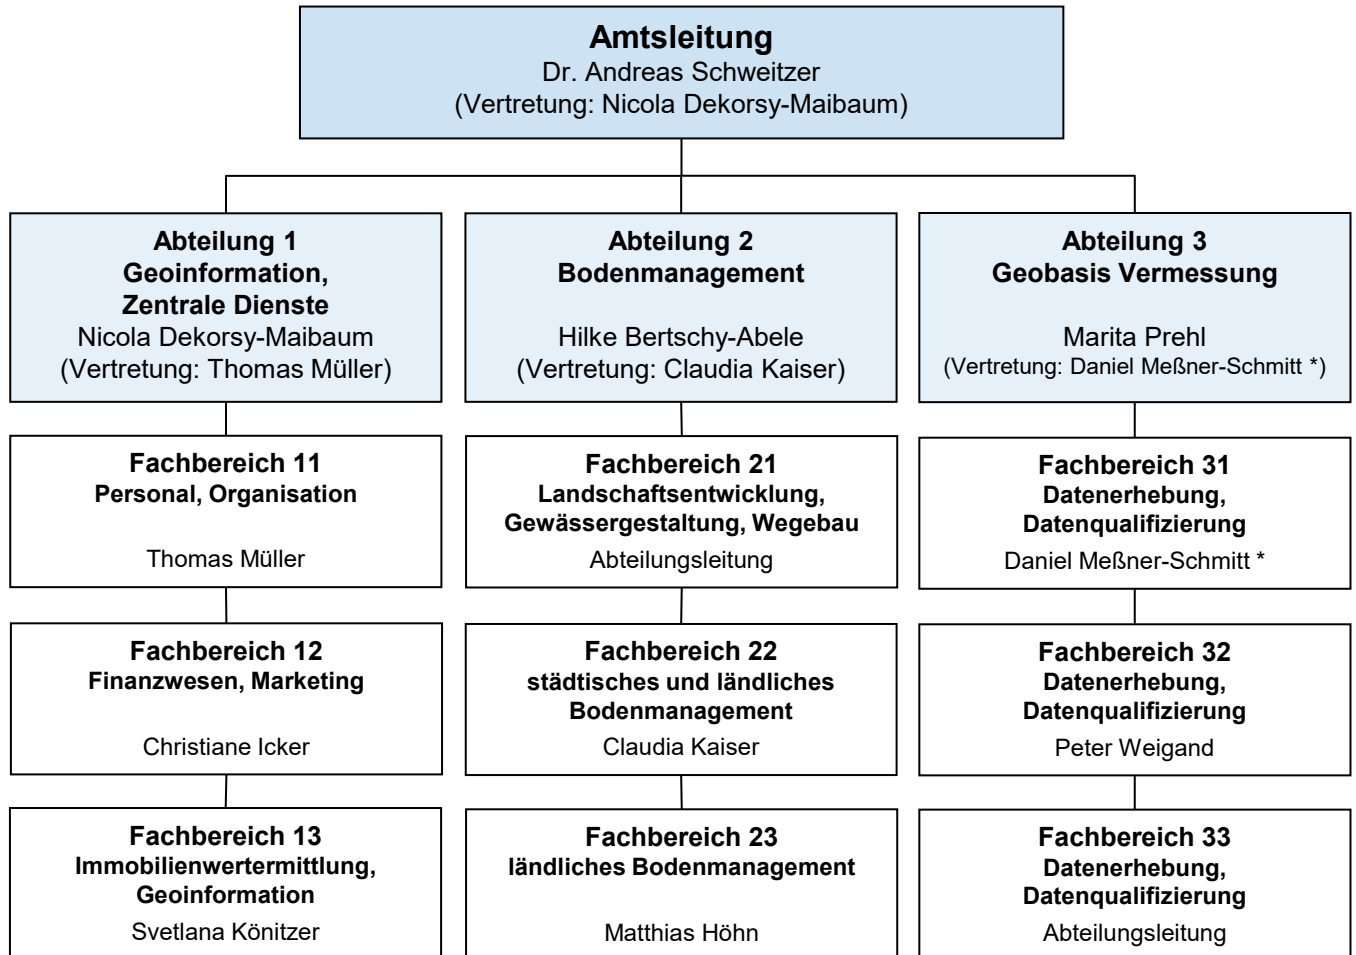 Amtsleitung
Dr. Andreas Schweitzer
(Vertretung: Nicola Dekorsy-Maibaum)
Abteilung 1
Geoinformation,
Zentrale Dienste
Nicola Dekorsy-Maibaum
(Vertretung: Thomas Müller)
Abteilung 2
Bodenmanagement
Hilke Bertschy-Abele
(Vertretung: Claudia Kaiser)
Abteilung 3
Geobasis Vermessung
Marita Prehl
(Vertretung: Daniel Meßner-Schmitt *)
Fachbereich 11
Personal, Organisation
Thomas Müller
Fachbereich 21
Landschaftsentwicklung,
Gewässergestaltung, Wegebau
Abteilungsleitung
Fachbereich 31
Datenerhebung,
Datenqualifizierung
Daniel Meßner-Schmitt *
Fachbereich 12
Finanzwesen, Marketing
Christiane Icker
Fachbereich 22
städtisches und ländliches
Bodenmanagement
Claudia Kaiser
Fachbereich 32
Datenerhebung,
Datenqualifizierung
Peter Weigand
Fachbereich 13
Immobilienwertermittlung,
Geoinformation
Svetlana Könitzer
Fachbereich 23
ländliches Bodenmanagement
Matthias Höhn
Fachbereich 33
Datenerhebung,
Datenqualifizierung
Abteilungsleitung